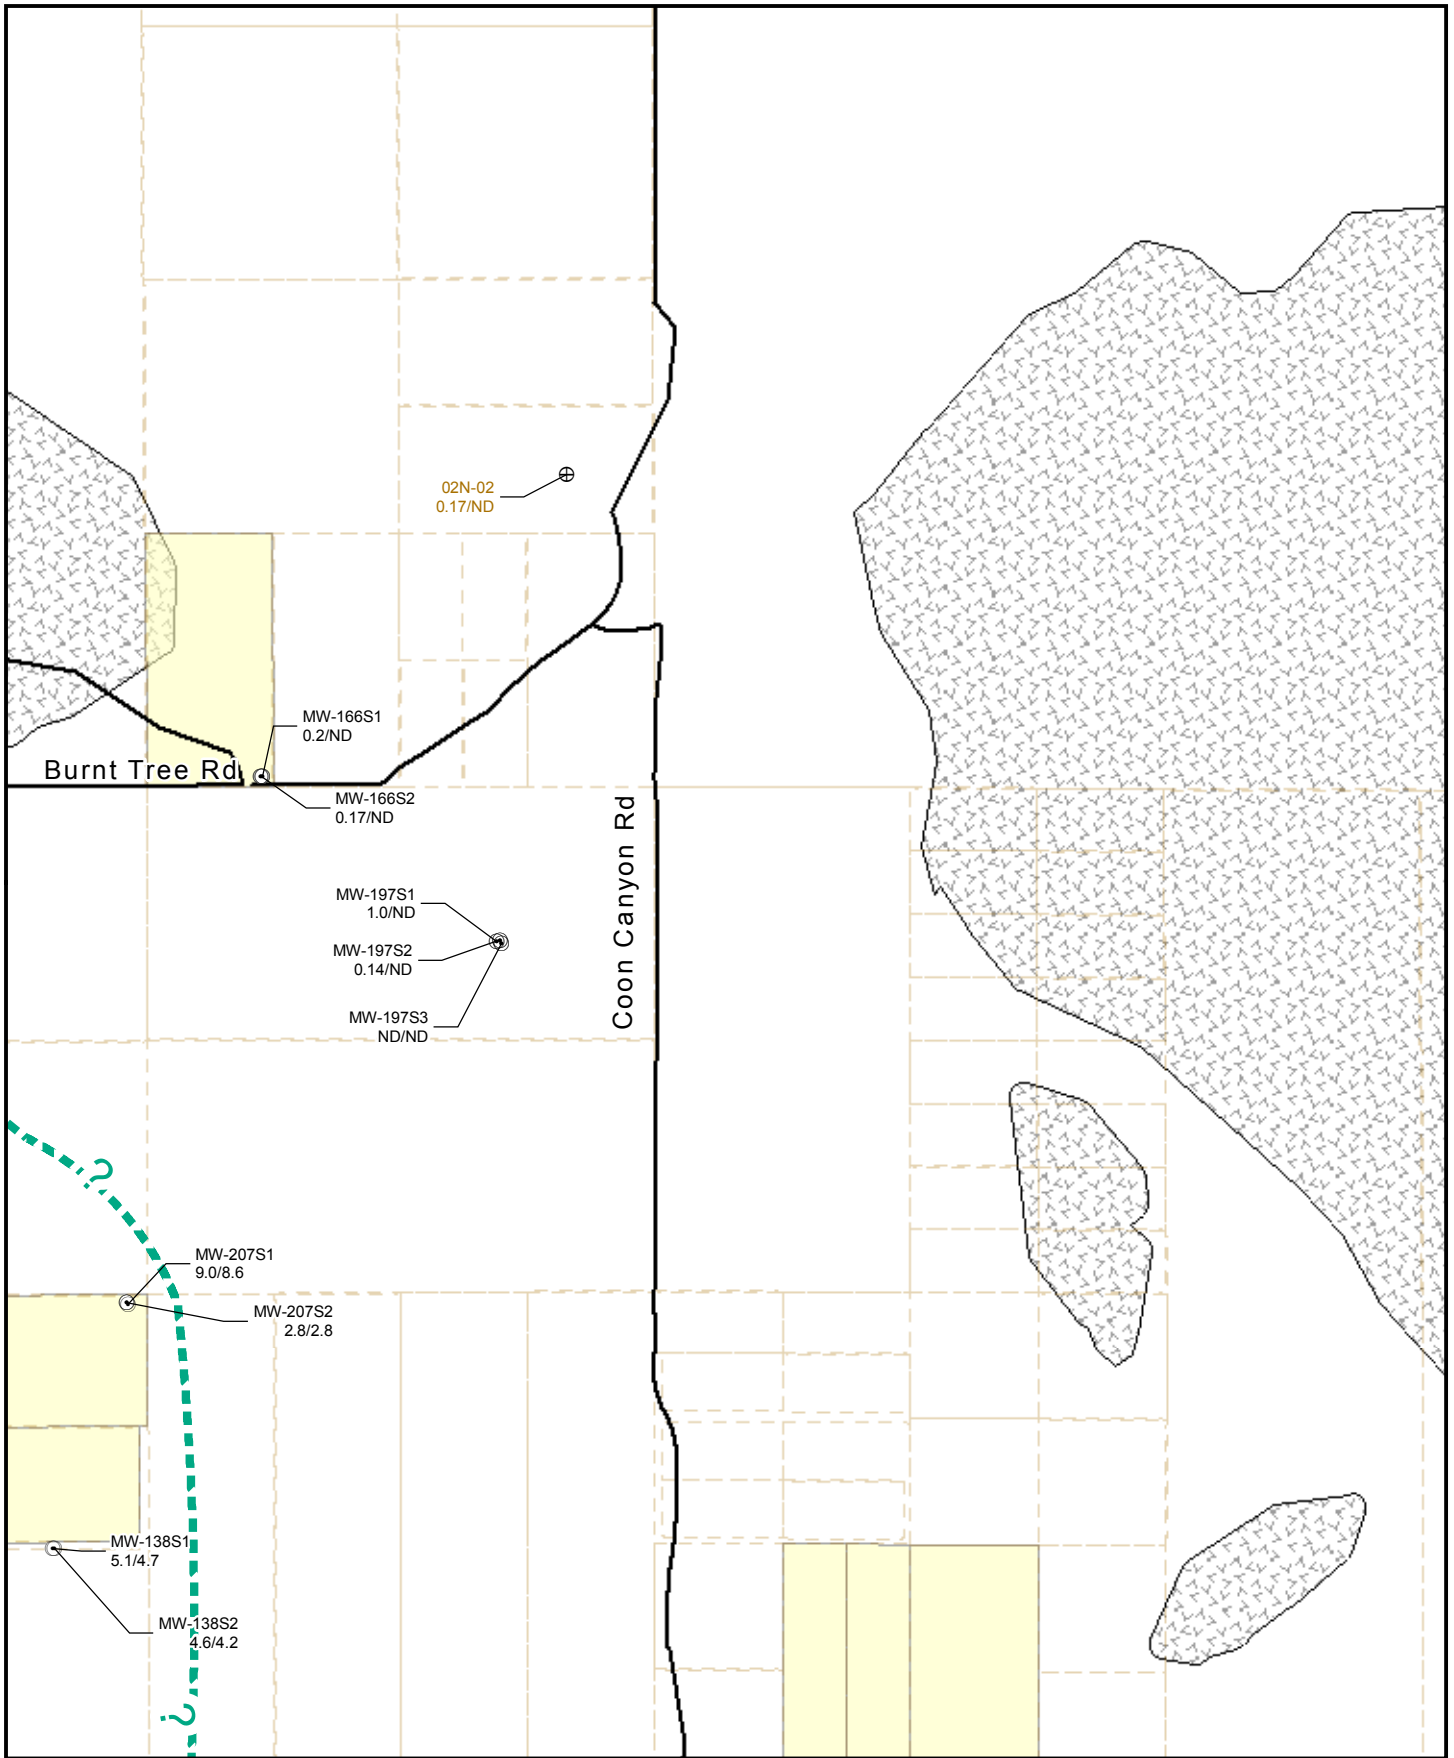 02N-02
0.17/ND
MW-166S1
0.2/ND
Burnt Tree Rd
MW-166S2
0.17/ND
Coon Canyon Rd
MW-197S1
1.0/ND
MW-197S2
0.14/ND
MW-197S3
ND/ND
?
MW-207S1
9.0/8.6
MW-207S2
2.8/2.8
MW-138S1
5.1/4.7
MW-138S2
4.6/4.2
?